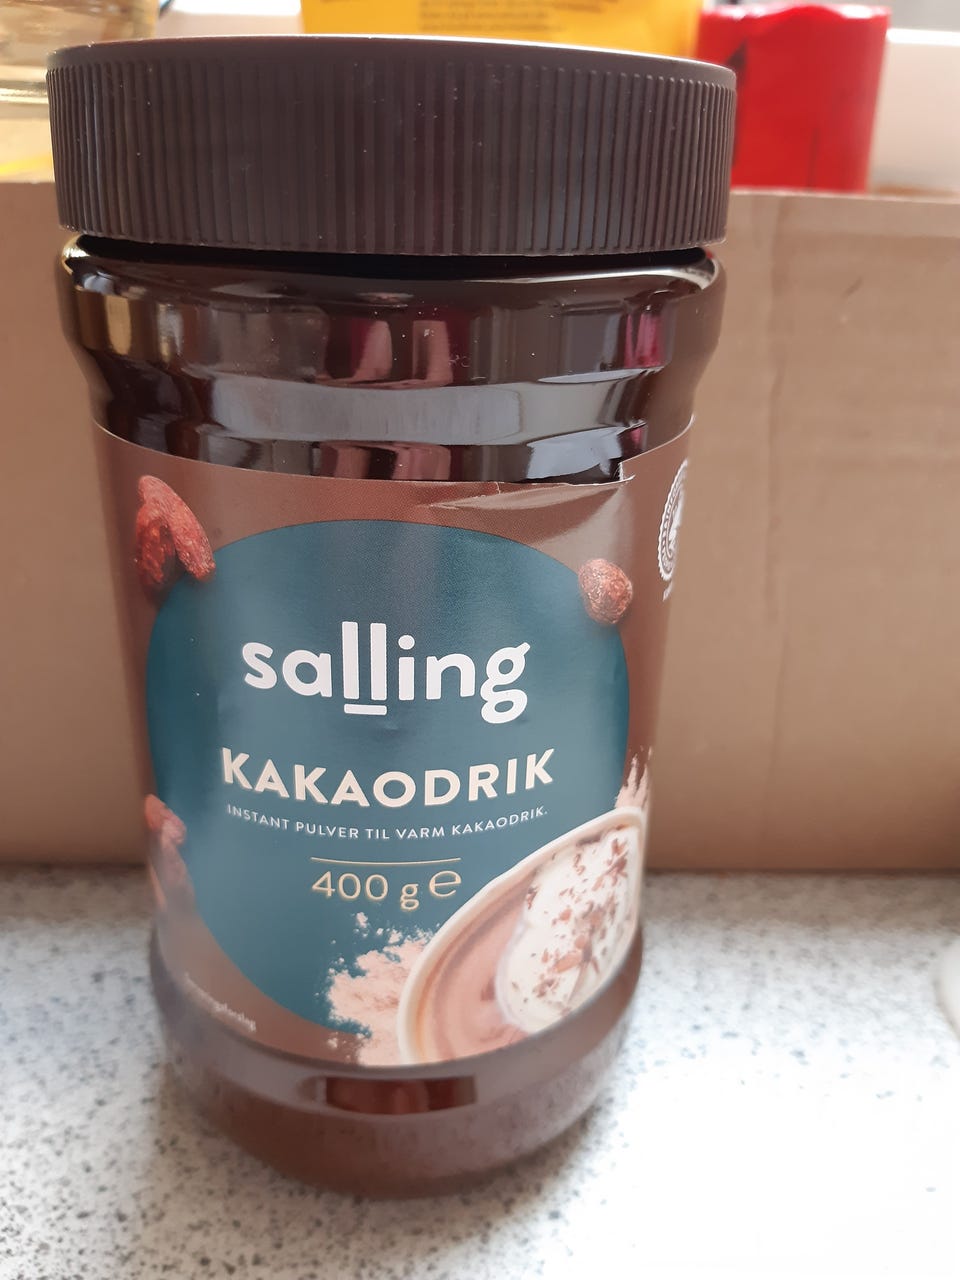 salling
KAKAODRIK
INSTANT PULVER TIL VARM KAKAODRIK.
400 g ℮